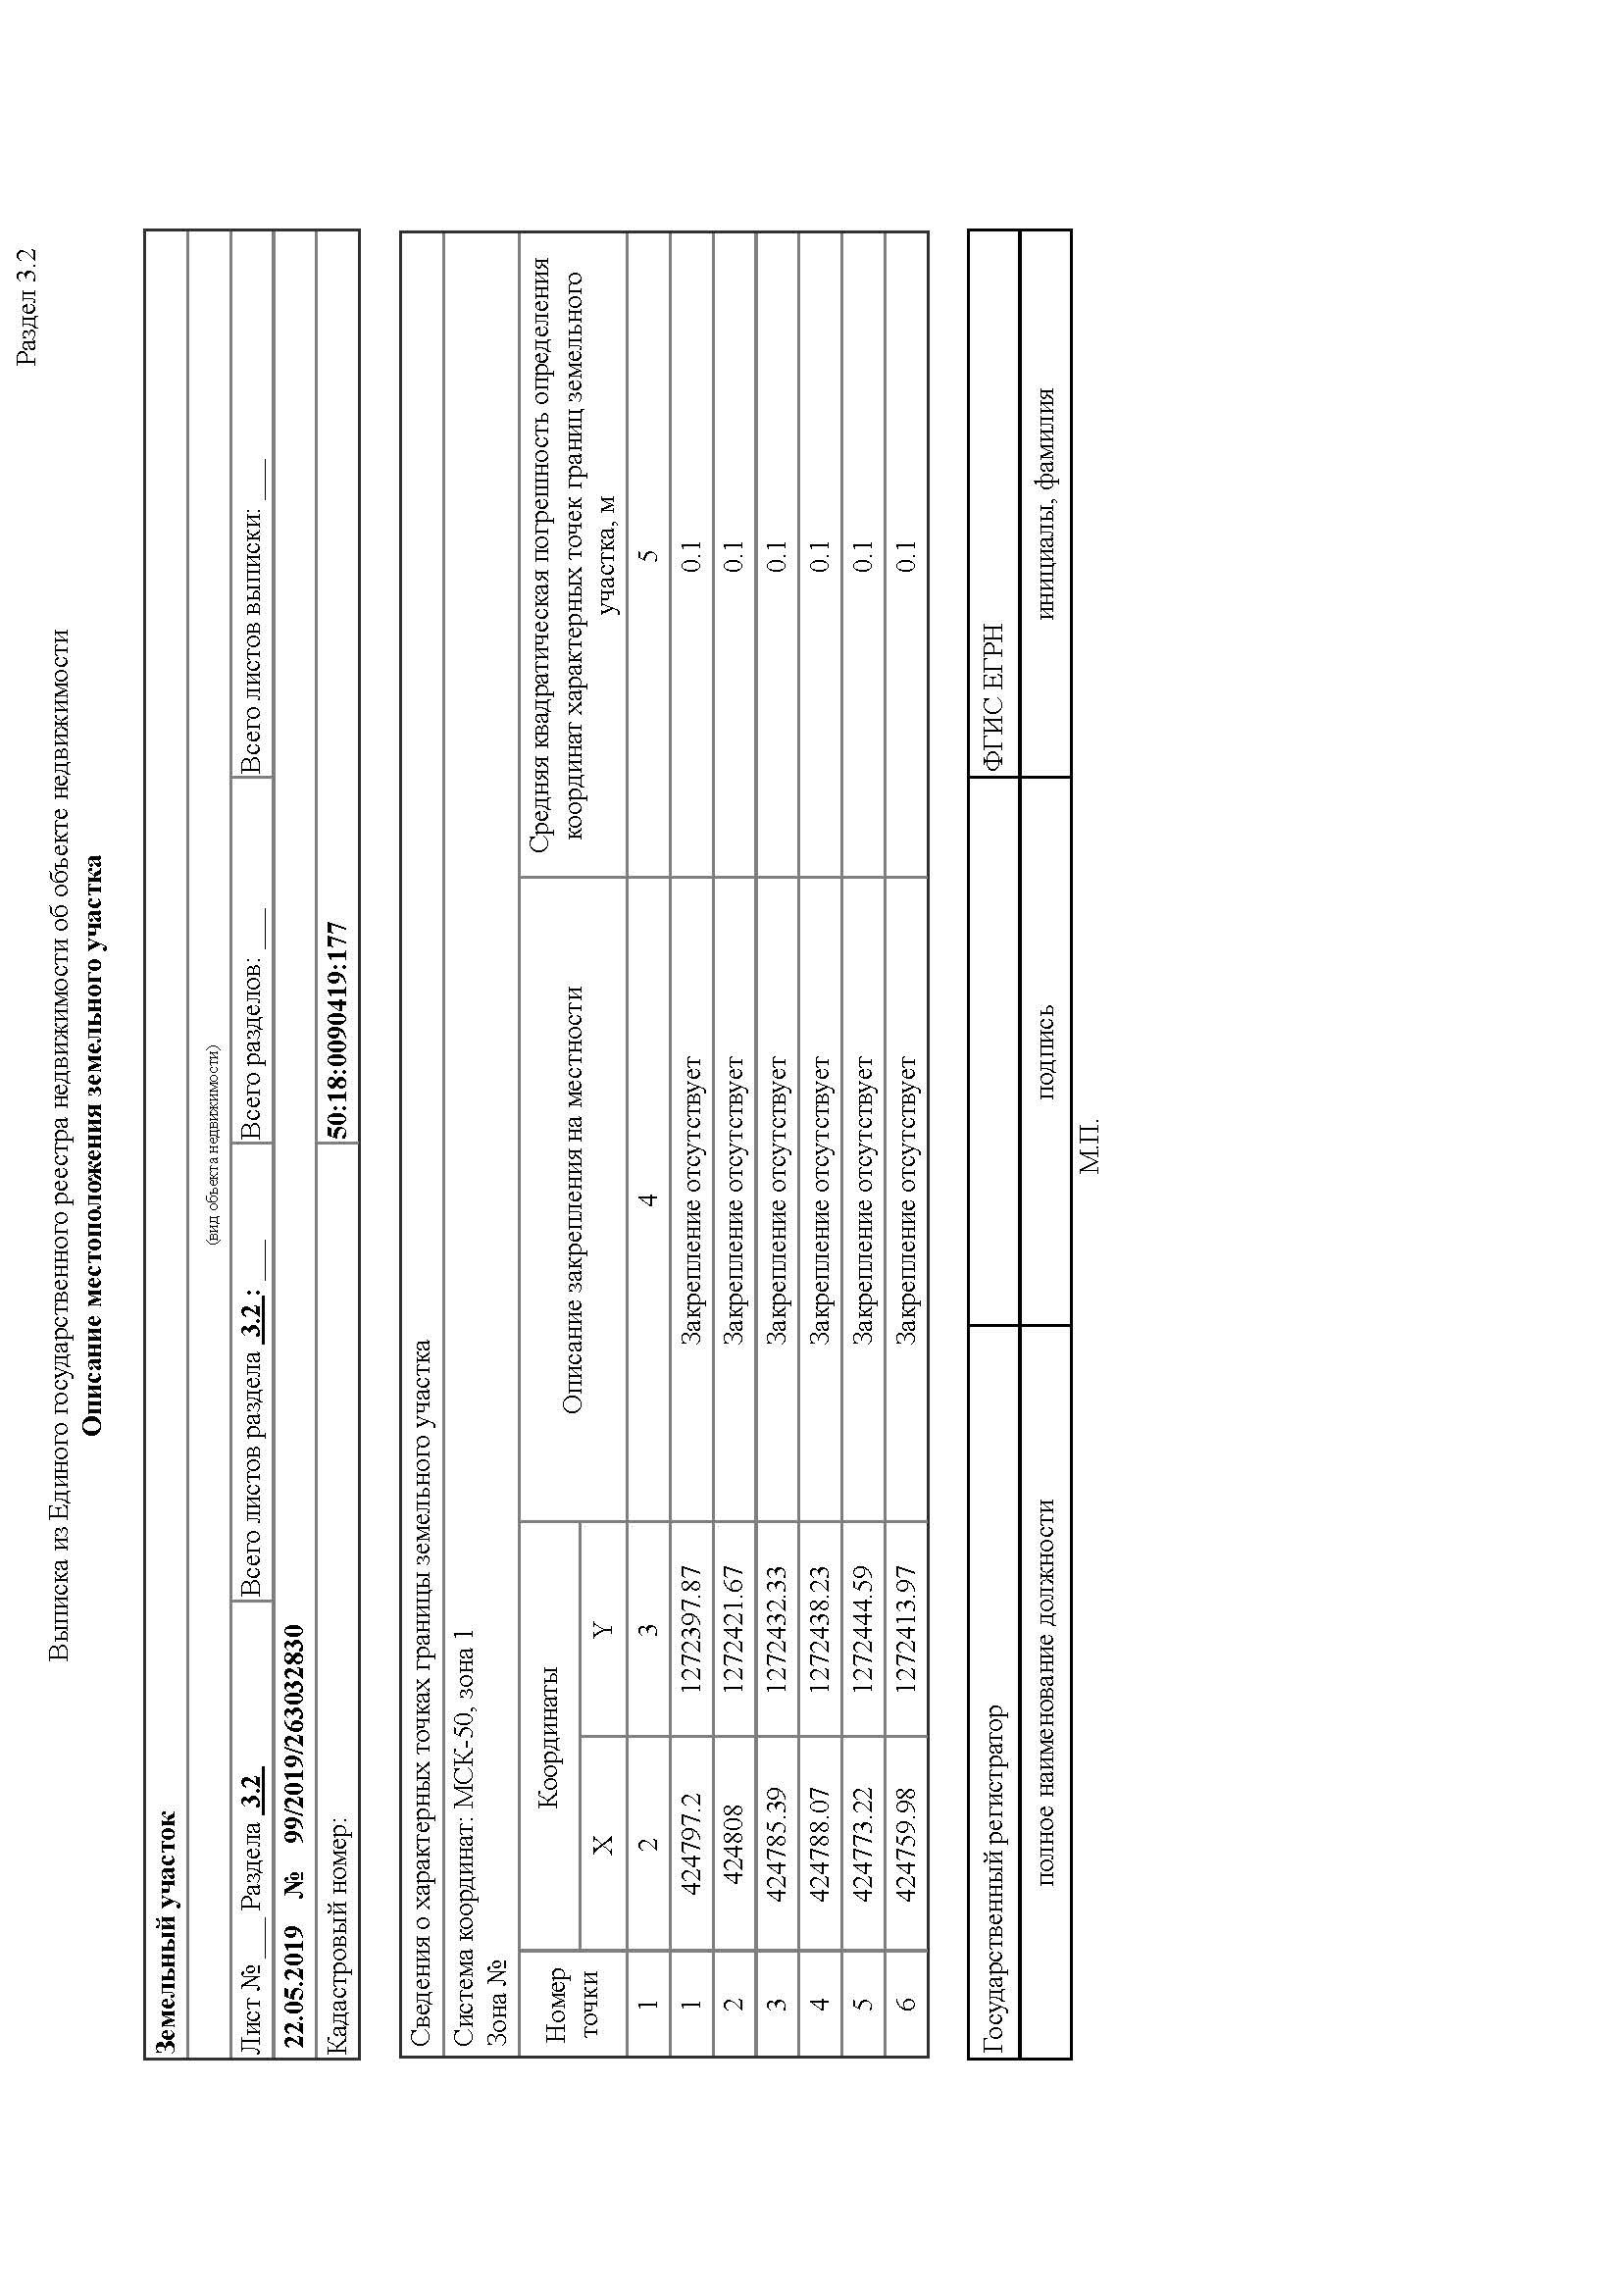 Раздел 3.2
Выписка из Единого государственного реестра недвижимости об объекте недвижимости
Описание местоположения земельного участка
Земельный участок
(вид объекта недвижимости)
Лист № ___ Раздела 3.2 Всего листов раздела 3.2 : ___ Всего разделов: ___ Всего листов выписки: ___
22.05.2019 № 99/2019/263032830
Кадастровый номер: 50:18:0090419:177
Сведения о характерных точках границы земельного участка
Система координат: МСК-50, зона 1
Зона №
Номер точки Координаты Описание закрепления на местности Средняя квадратическая погрешность определения
координат характерных точек границ земельного
участка, м
X Y
1 2 3 4 5
1 424797.2 1272397.87 Закрепление отсутствует 0.1
2 424808 1272421.67 Закрепление отсутствует 0.1
3 424785.39 1272432.33 Закрепление отсутствует 0.1
4 424788.07 1272438.23 Закрепление отсутствует 0.1
5 424773.22 1272444.59 Закрепление отсутствует 0.1
6 424759.98 1272413.97 Закрепление отсутствует 0.1
Государственный регистратор ФГИС ЕГРН
полное наименование должности подпись инициалы, фамилия
М.П.